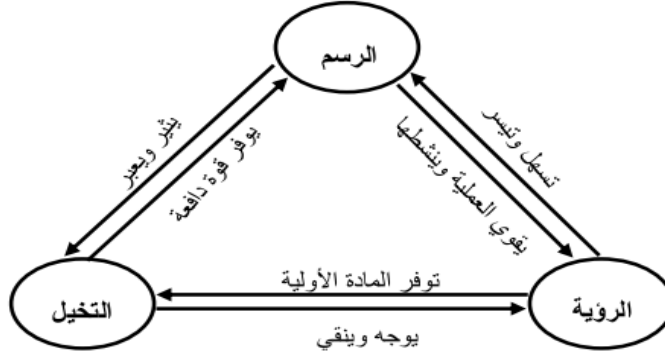 الرسم
يثير ويعبر
يوفر قوة دافعة
تسهل وتيسر
يقوي العملية وينشطها
توفر المادة الأولية
الرؤية
التخيل
يوجه وينقي